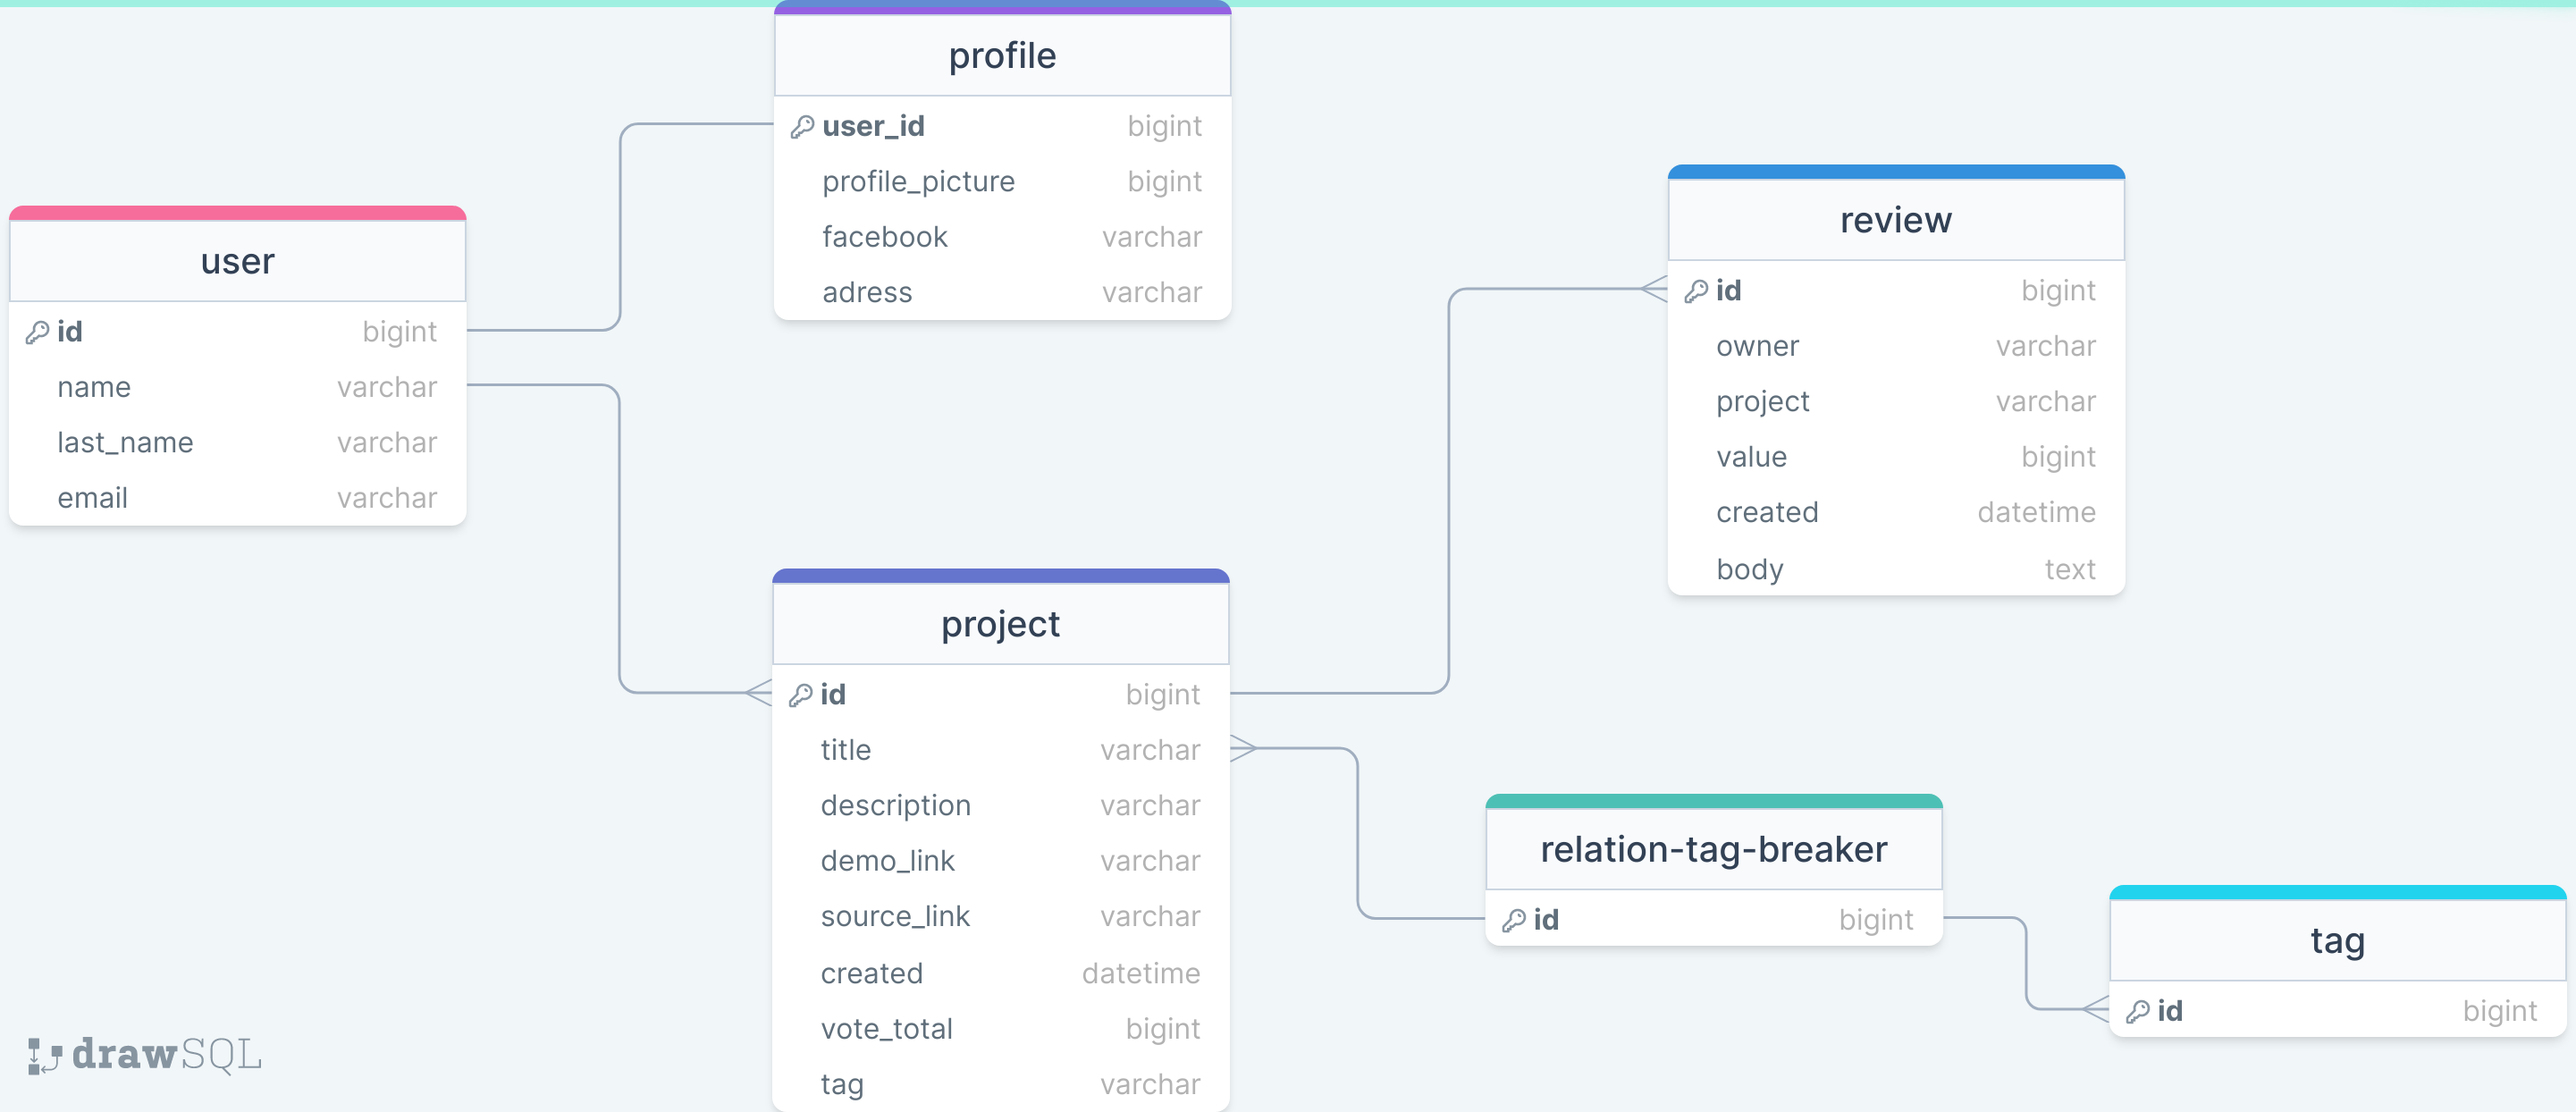 profile
user_id bigint
profile_picture bigint
facebook varchar
adress varchar
user
id bigint
name varchar
last_name varchar
email varchar
review
id bigint
owner varchar
project varchar
value bigint
created datetime
body text
project
id bigint
title varchar
description varchar
demo_link varchar
source_link varchar
created datetime
vote_total bigint
tag varchar
relation-tag-breaker
id bigint
tag
id bigint
drawSQL